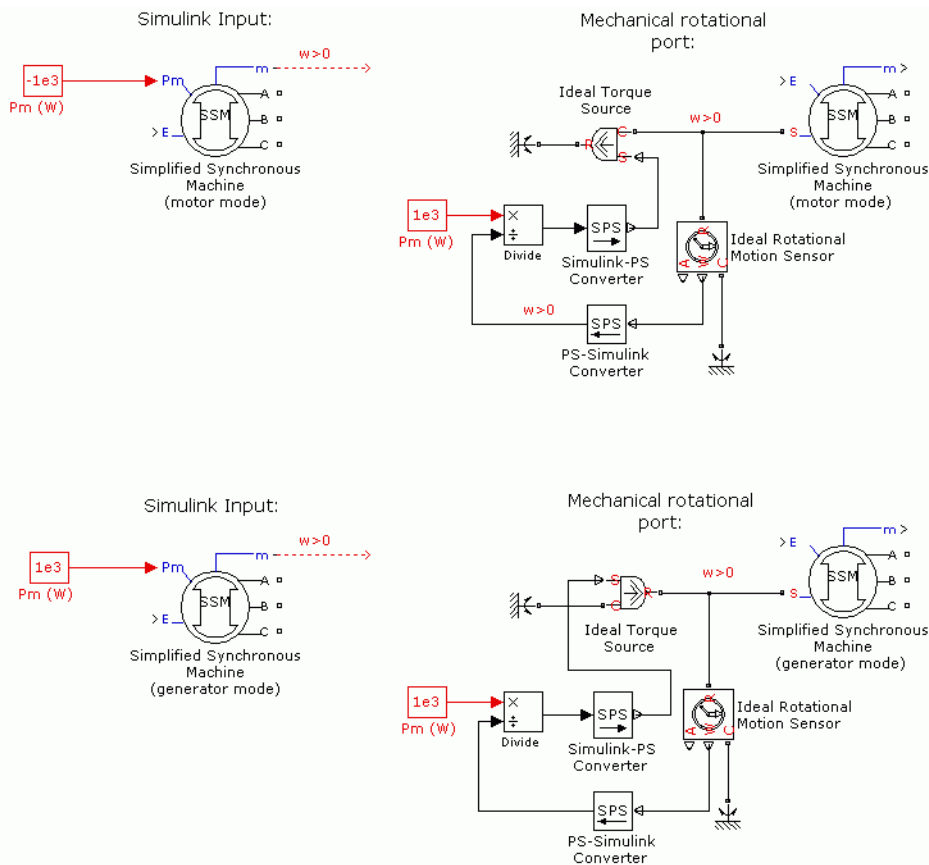 Simulink Input:
-1e3
Pm (W)
Pm
m
w>0
SSM
A
B
C
>E
Simplified Synchronous
Machine
(motor mode)
Mechanical rotational
port:
Ideal Torque
Source
R
C
S
w>0
>E
m>
SSM
A
B
C
S
Simplified Synchronous
Machine
(motor mode)
1e3
Pm (W)
×
÷
Divide
SPS
Simulink-PS
Converter
R
A
W
C
Ideal Rotational
Motion Sensor
w>0
SPS
PS-Simulink
Converter
Simulink Input:
1e3
Pm (W)
Pm
m
w>0
SSM
A
B
C
>E
Simplified Synchronous
Machine
(generator mode)
Mechanical rotational
port:
S
C
R
Ideal Torque
Source
w>0
>E
m>
SSM
A
B
C
S
Simplified Synchronous
Machine
(generator mode)
1e3
Pm (W)
×
÷
Divide
SPS
Simulink-PS
Converter
R
A
W
C
Ideal Rotational
Motion Sensor
SPS
PS-Simulink
Converter